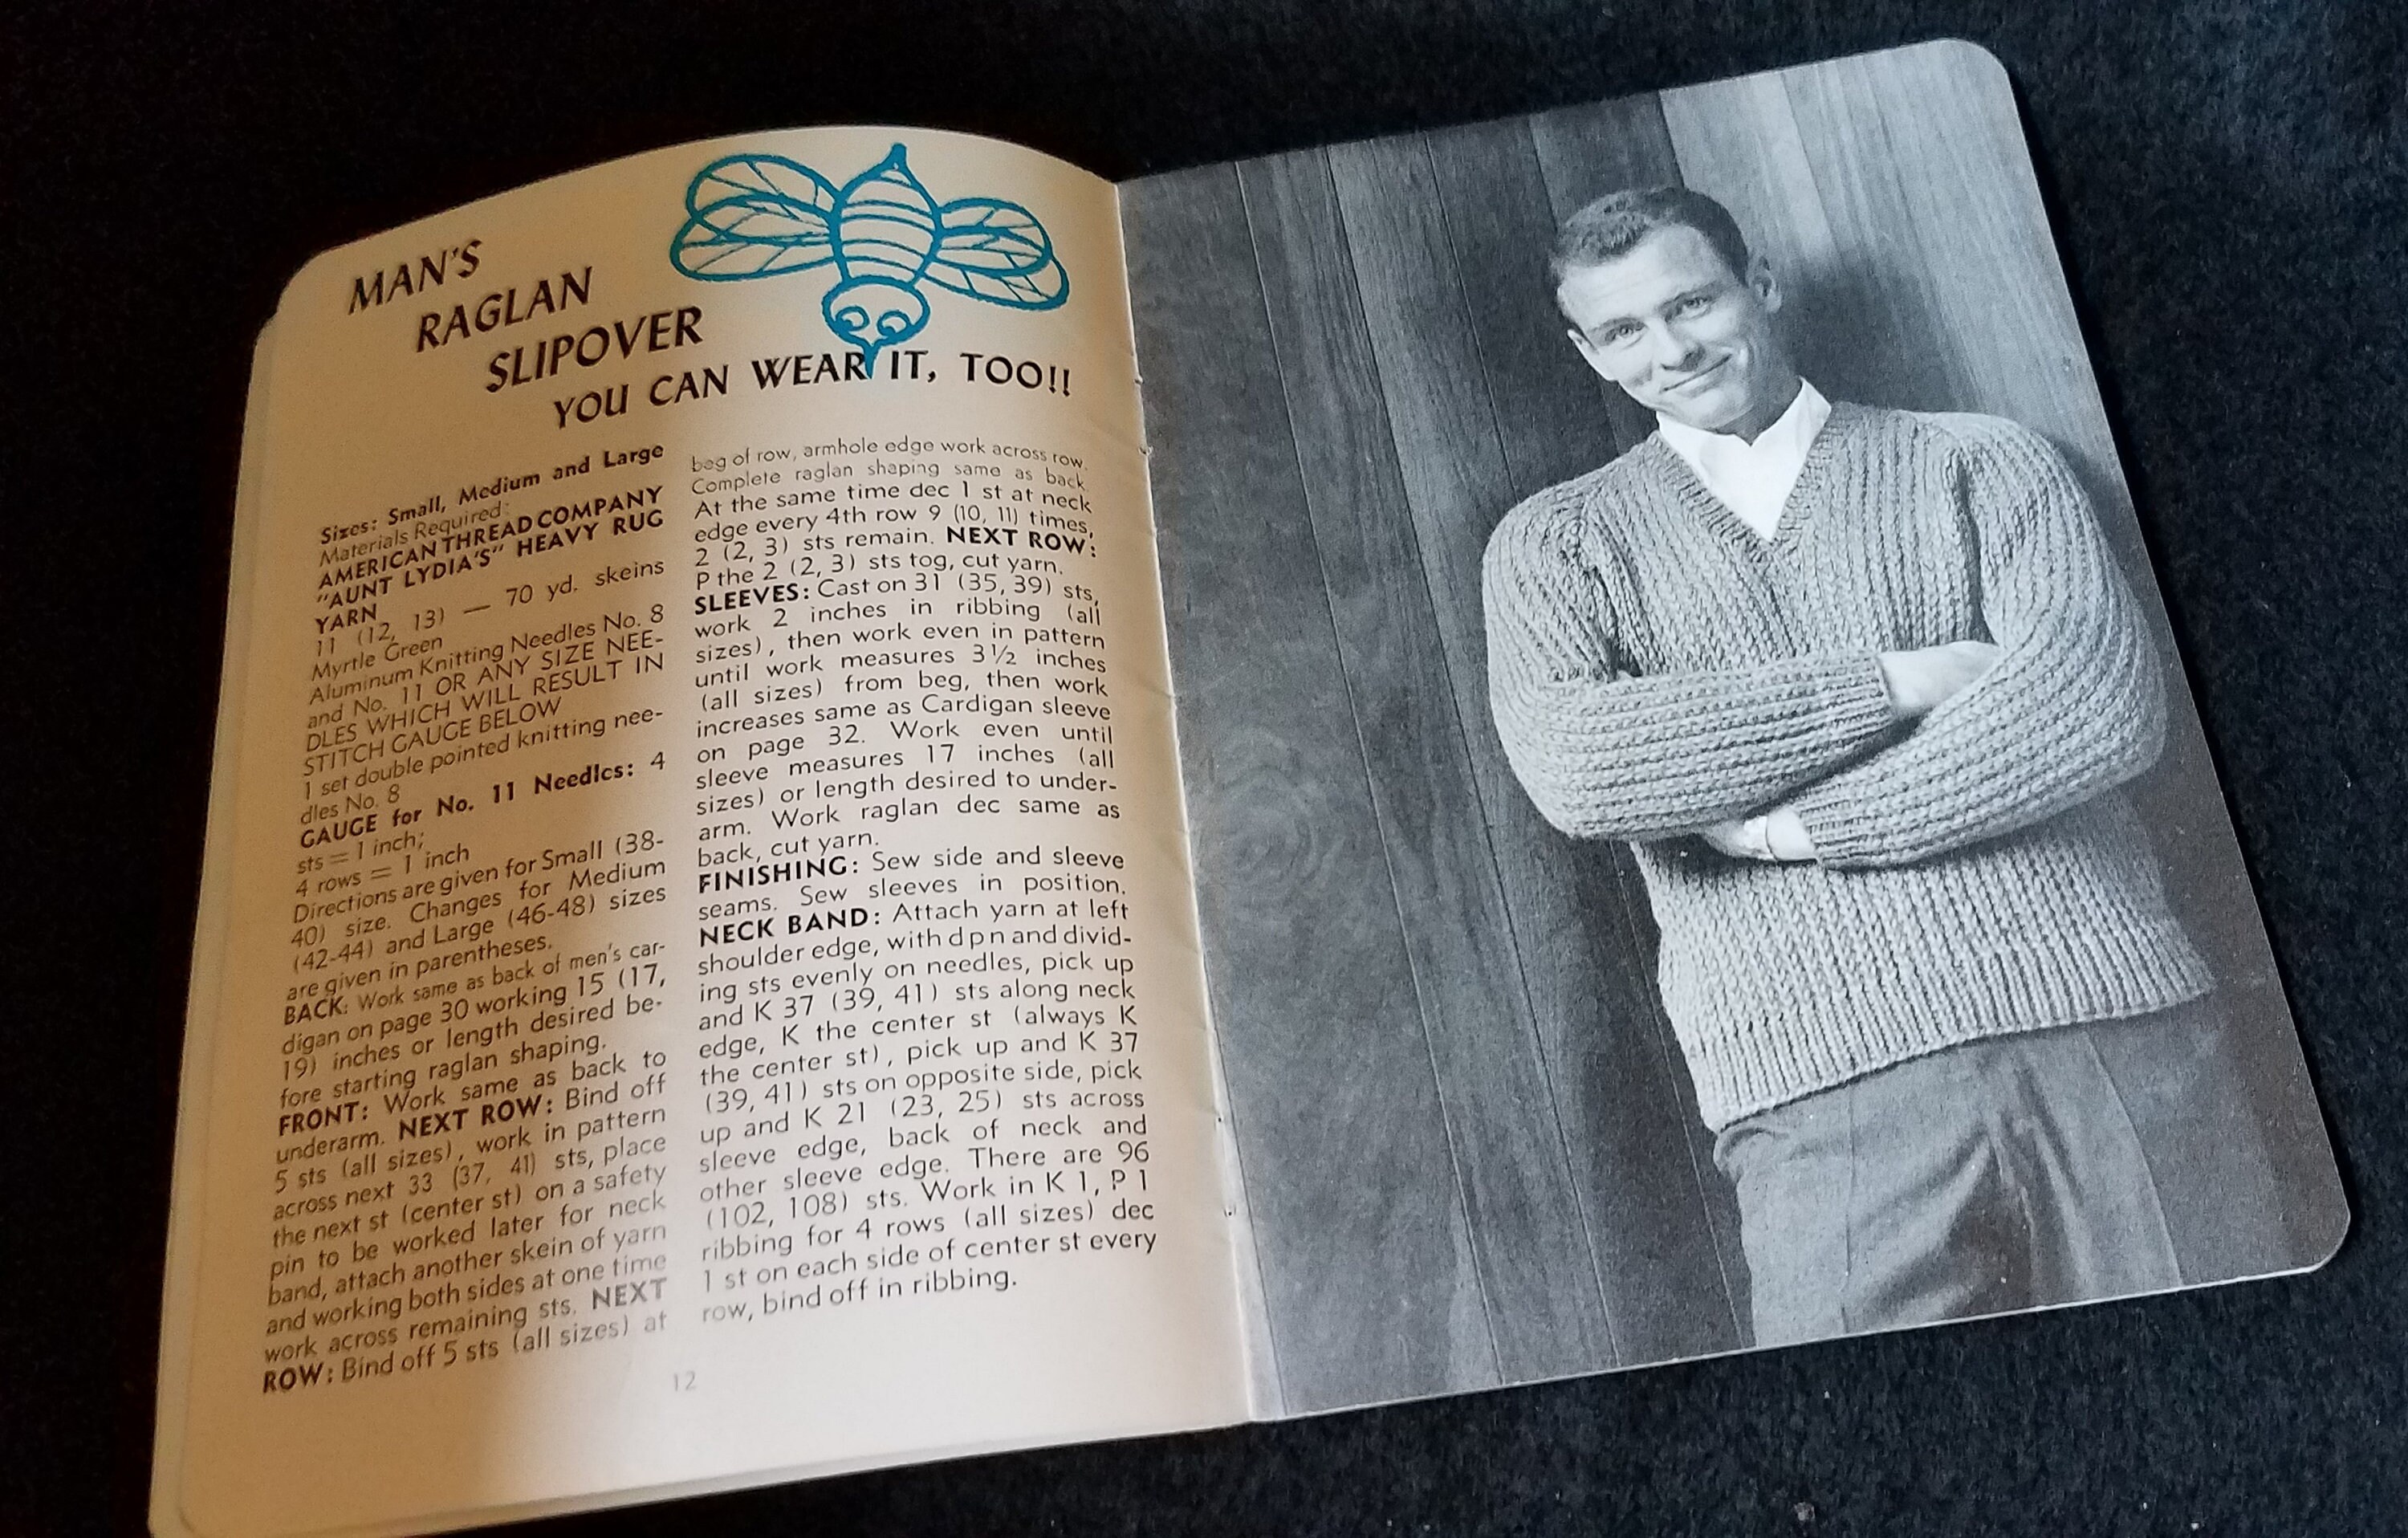 MAN'S
RAGLAN
SLIPOVER
YOU CAN WEAR IT, TOO!!
Sizes: Small, Medium and Large
Materials Required:
AMERICAN THREAD COMPANY
"AUNT LYDIA'S" HEAVY RUG
YARN
11 (12, 13) — 70 yd. skeins
Myrtle Green
Aluminum Knitting Needles No. 8
and No. 11 OR ANY SIZE NEE-
DLES WHICH WILL RESULT IN
STITCH GAUGE BELOW
1 set double pointed knitting nee-
dles No. 8
GAUGE for No. 11 Needles: 4
sts = 1 inch;
4 rows = 1 inch
Directions are given for Small (38-
40) size. Changes for Medium
(42-44) and Large (46-48) sizes
are given in parentheses.
BACK: Work same as back of men's car-
digan on page 30 working 15 (17,
19) inches or length desired be-
fore starting raglan shaping.
FRONT: Work same as back to
underarm. NEXT ROW: Bind off
5 sts (all sizes), work in pattern
across next 33 (37, 41) sts, place
the next st (center st) on a safety
pin to be worked later for neck
band, attach another skein of yarn
and working both sides at one time
work across remaining sts. NEXT
ROW: Bind off 5 sts (all sizes) at
beg of row, armhole edge work across row.
Complete raglan shaping same as back.
At the same time dec 1 st at neck
edge every 4th row 9 (10, 11) times,
2 (2, 3) sts remain. NEXT ROW:
P the 2 (2, 3) sts tog, cut yarn.
SLEEVES: Cast on 31 (35, 39) sts,
work 2 inches in ribbing (all
sizes), then work even in pattern
until work measures 3½ inches
(all sizes) from beg, then work
increases same as Cardigan sleeve
on page 32. Work even until
sleeve measures 17 inches (all
sizes) or length desired to under-
arm. Work raglan dec same as
back, cut yarn.
FINISHING: Sew side and sleeve
seams. Sew sleeves in position.
NECK BAND: Attach yarn at left
shoulder edge, with d p n and divid-
ing sts evenly on needles, pick up
and K 37 (39, 41) sts along neck
edge, K the center st (always K
the center st), pick up and K 37
(39, 41) sts on opposite side, pick
up and K 21 (23, 25) sts across
sleeve edge, back of neck and
other sleeve edge. There are 96
(102, 108) sts. Work in K 1, P 1
ribbing for 4 rows (all sizes) dec
1 st on each side of center st every
row, bind off in ribbing.
12